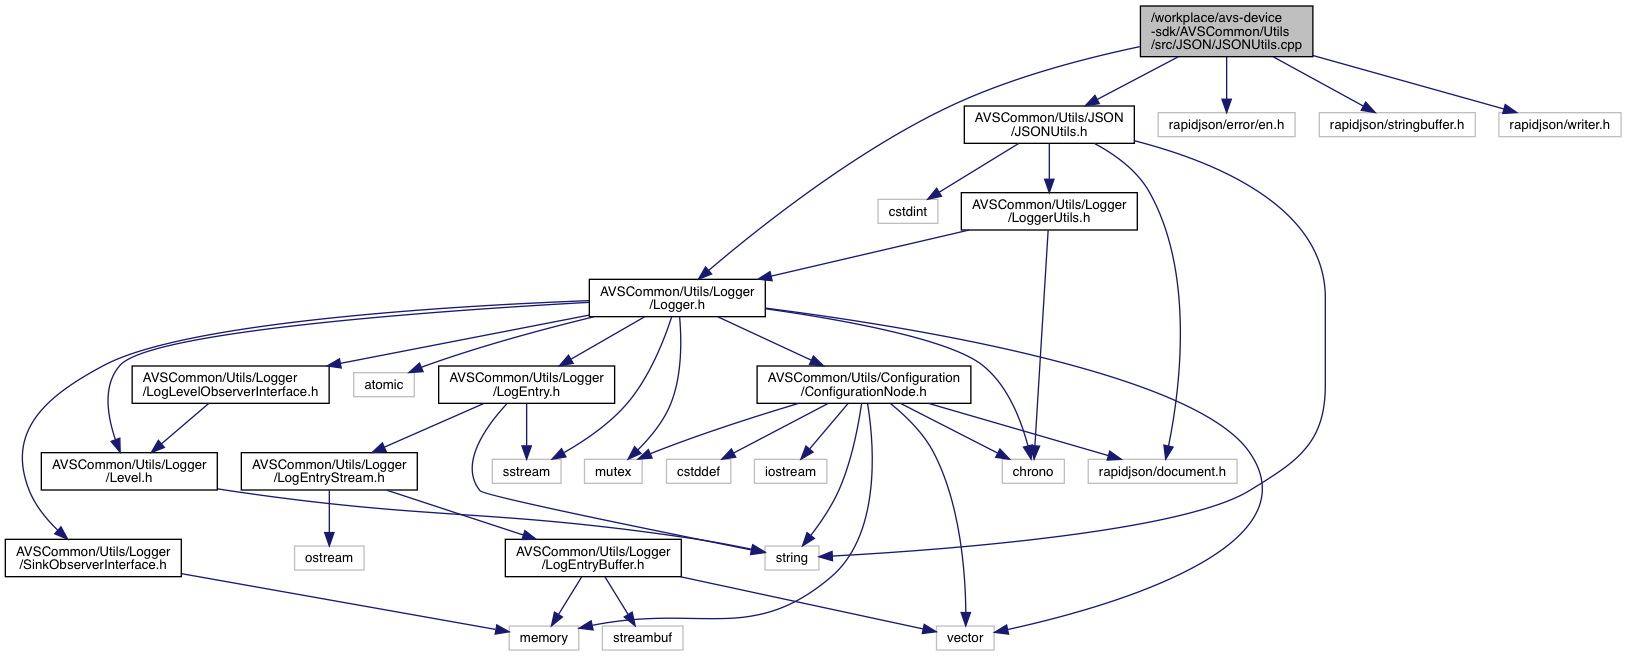 /workplace/avs-device
-sdk/AVSCommon/Utils
/src/JSON/JSONUtils.cpp
AVSCommon/Utils/JSON
/JSONUtils.h
rapidjson/error/en.h
rapidjson/stringbuffer.h
rapidjson/writer.h
cstdint
AVSCommon/Utils/Logger
/LoggerUtils.h
AVSCommon/Utils/Logger
/Logger.h
AVSCommon/Utils/Logger
/LogLevelObserverInterface.h
atomic
AVSCommon/Utils/Logger
/LogEntry.h
AVSCommon/Utils/Configuration
/ConfigurationNode.h
AVSCommon/Utils/Logger
/Level.h
AVSCommon/Utils/Logger
/LogEntryStream.h
sstream
mutex
cstddef
iostream
chrono
rapidjson/document.h
AVSCommon/Utils/Logger
/SinkObserverInterface.h
ostream
AVSCommon/Utils/Logger
/LogEntryBuffer.h
string
memory
streambuf
vector